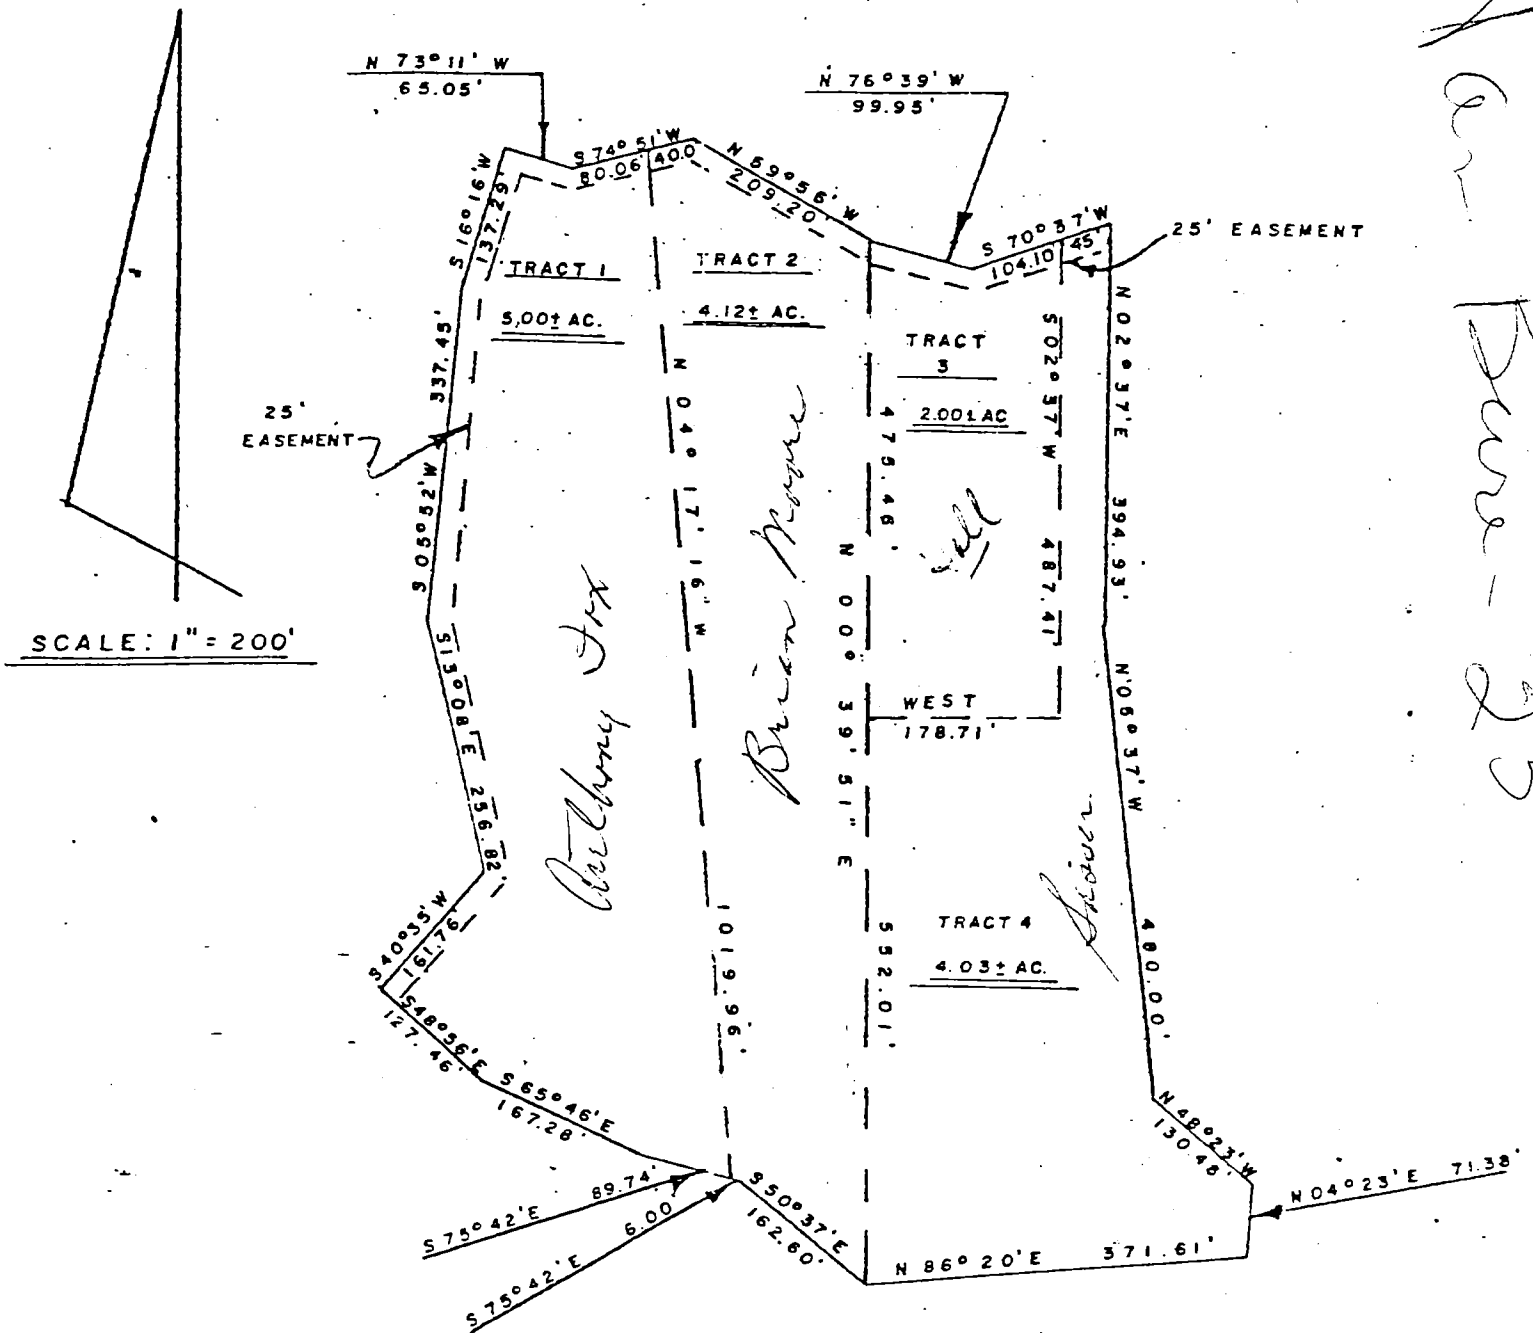 N 73° 11' W
65.05'
N 76° 39' W
99.95'
S 74° 51' W
80.06' 40.0
N 59° 56' W
209.20'
S 70° 37' W
104.10' 45'
25' EASEMENT
S 16° 16' W
137.29'
TRACT 1
5.00± AC.
TRACT 2
4.12± AC.
TRACT
3
2.00± AC
S 02° 37' W 487.41'
N 02° 37' E 394.93'
25'
EASEMENT
S 05° 52' W 337.45'
N 04° 17' 16" W 1019.96'
475.46'
N 00° 39' 51" E
552.01'
SCALE: 1" = 200'
Anthony Fox
Brian Moore
WEST
178.71'
S 13° 08' E 256.82'
N 06° 37' W 480.00'
TRACT 4
4.03± AC.
S 40° 35' W
161.76'
S 48° 56' E
127.46'
S 65° 46' E
167.28'
S 75° 42' E 89.74'
S 75° 42' E 6.00'
S 50° 37' E
162.60'
N 86° 20' E 371.61'
N 48° 23' W
130.48'
N 04° 23' E 71.38'